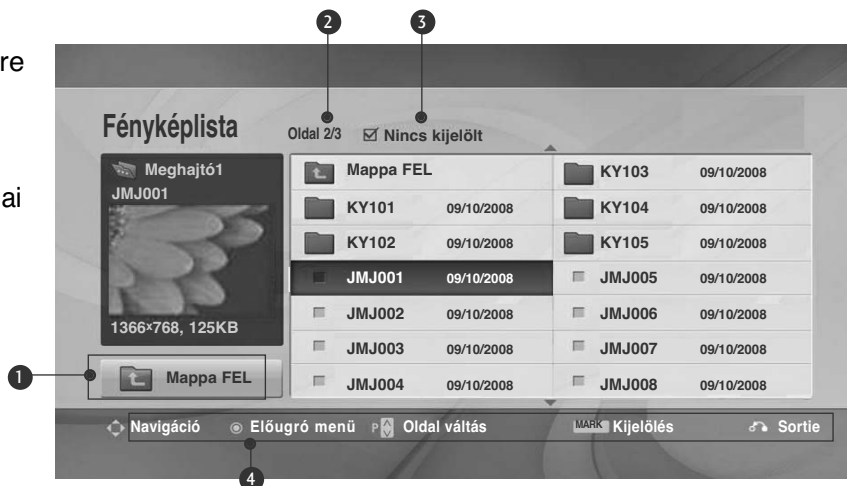 2 3
re
ai
Fényképlista Oldal 2/3 Nincs kijelölt
Meghajtó1
JMJ001
1366x768, 125KB
1 Mappa FEL
Mappa FEL
KY101 09/10/2008
KY102 09/10/2008
JMJ001 09/10/2008
JMJ002 09/10/2008
JMJ003 09/10/2008
JMJ004 09/10/2008
KY103 09/10/2008
KY104 09/10/2008
KY105 09/10/2008
JMJ005 09/10/2008
JMJ006 09/10/2008
JMJ007 09/10/2008
JMJ008 09/10/2008
Navigáció Előugró menü P Oldal váltás MARK Kijelölés Sortie
4